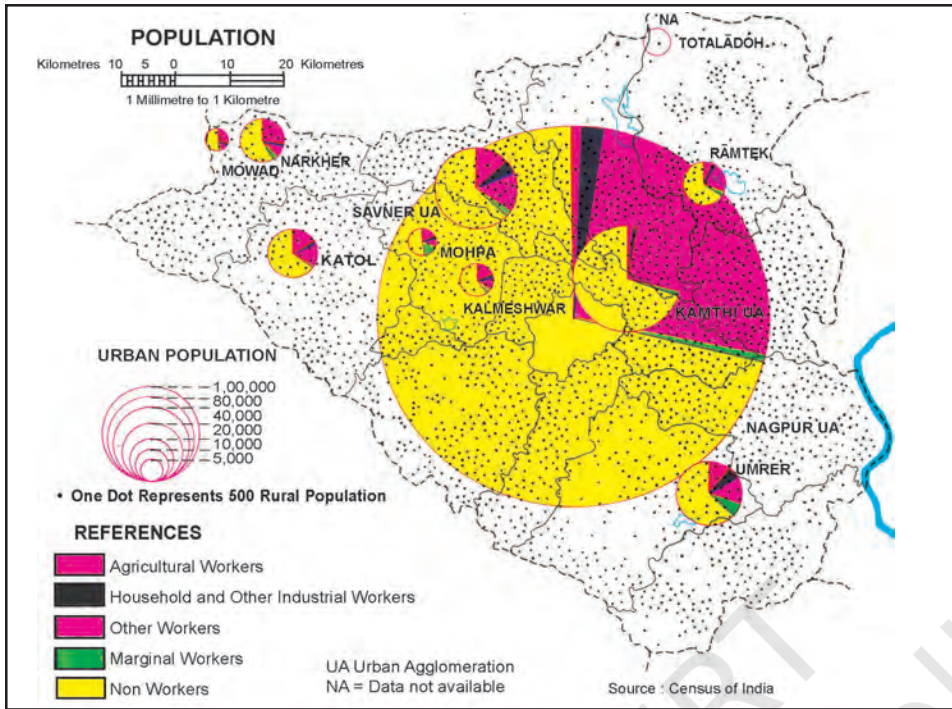 POPULATION
Kilometres 10 5 0 10 20 Kilometres
1 Millimetre to 1 Kilometre
NA
TOTALĀDOH
MOWAD
NARKHER
RĀMTEK
SAVNER UA
KATOL
MOHPA
KALMESHWAR
KAMTHI UA
NAGPUR UA
UMRER
URBAN POPULATION
1,00,000
80,000
40,000
20,000
10,000
5,000
• One Dot Represents 500 Rural Population
REFERENCES
Agricultural Workers
Household and Other Industrial Workers
Other Workers
Marginal Workers
Non Workers
UA Urban Agglomeration
NA = Data not available
Source : Census of India